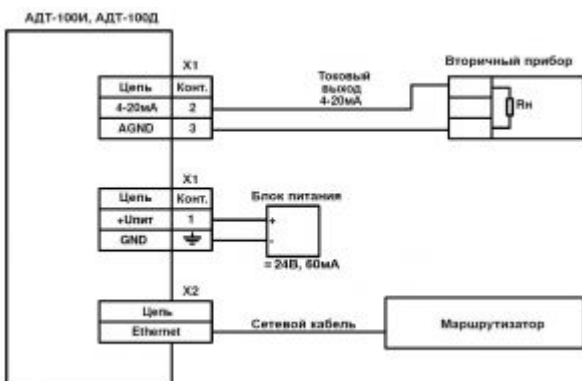 АДТ-100И, АДТ-100Д
X1
Цепь Конт.
4-20мА 2
AGND 3
Токовый
выход
4-20мА
Вторичный прибор
Rн
X1
Цепь Конт.
+Uпит 1
GND
Блок питания
+
-
= 24В, 60мА
X2
Цепь
Ethernet
Сетевой кабель
Маршрутизатор